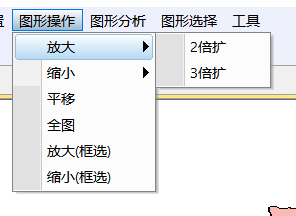 图形操作 图形分析 图形选择 工具
放大
缩小
平移
全图
放大(框选)
缩小(框选)
2倍扩
3倍扩